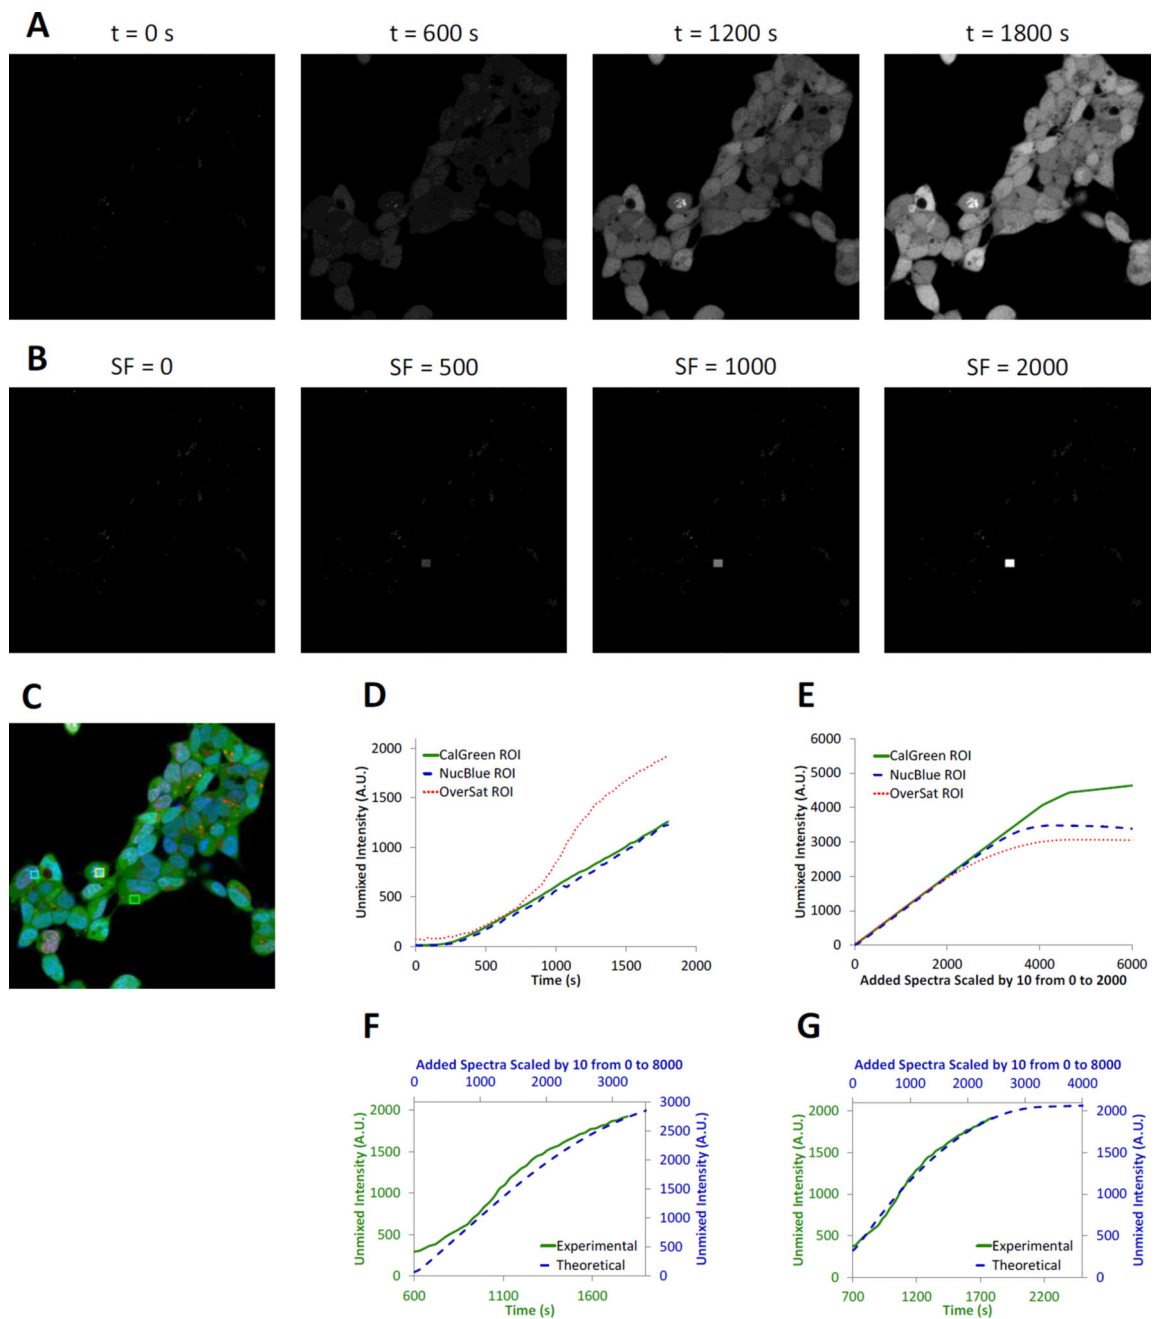 A
t = 0 s
t = 600 s
t = 1200 s
t = 1800 s
B
SF = 0
SF = 500
SF = 1000
SF = 2000
C
D
Unmixed Intensity (A.U.)
2000
1500
1000
500
0
CalGreen ROI
NucBlue ROI
OverSat ROI
0
500
1000
1500
2000
Time (s)
E
Unmixed Intensity (A.U.)
6000
5000
4000
3000
2000
1000
0
CalGreen ROI
NucBlue ROI
OverSat ROI
0
2000
4000
6000
Added Spectra Scaled by 10 from 0 to 2000
F
Added Spectra Scaled by 10 from 0 to 8000
0
1000
2000
3000
Unmixed Intensity (A.U.)
2000
1500
1000
500
0
3000
2500
2000
1500
1000
500
0
Unmixed Intensity (A.U.)
Experimental
Theoretical
600
1100
1600
Time (s)
G
Added Spectra Scaled by 10 from 0 to 8000
0
1000
2000
3000
4000
Unmixed Intensity (A.U.)
2000
1500
1000
500
0
2000
1500
1000
500
0
Unmixed Intensity (A.U.)
Experimental
Theoretical
700
1200
1700
2200
Time (s)